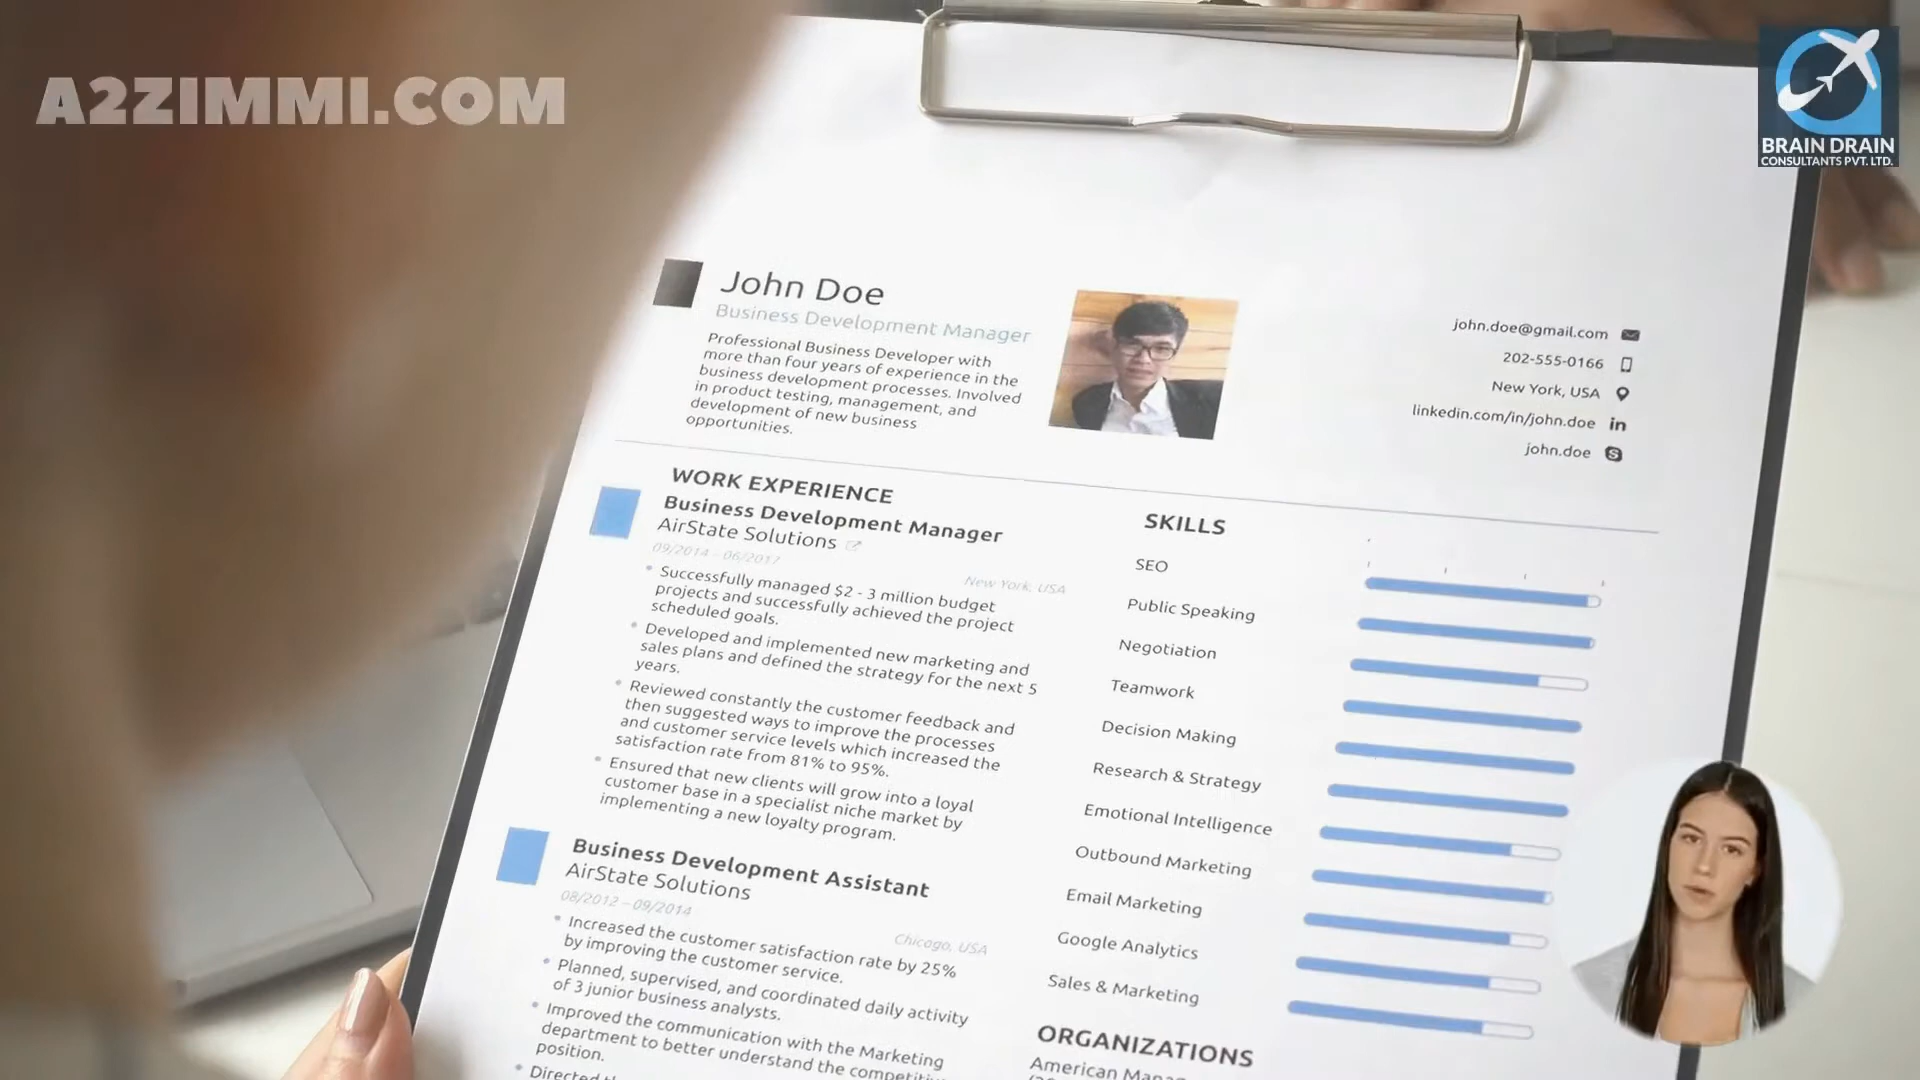 A2ZIMMI.COM
BRAIN DRAIN
CONSULTANTS PVT. LTD.
John Doe
Business Development Manager
Professional Business Developer with
more than four years of experience in the
business development processes. Involved
in product testing, management, and
development of new business
opportunities.
john.doe@gmail.com
202-555-0166
New York, USA
linkedin.com/in/john.doe
in
john.doe
S
WORK EXPERIENCE
Business Development Manager
AirState Solutions
09/2014 - 06/2017
New York, USA
Successfully managed $2 - 3 million budget
projects and successfully achieved the project
scheduled goals.
Developed and implemented new marketing and
sales plans and defined the strategy for the next 5
years.
Reviewed constantly the customer feedback and
then suggested ways to improve the processes
and customer service levels which increased the
satisfaction rate from 81% to 95%.
Ensured that new clients will grow into a loyal
customer base in a specialist niche market by
implementing a new loyalty program.
Business Development Assistant
AirState Solutions
08/2012 - 09/2014
Chicago, USA
Increased the customer satisfaction rate by 25%
by improving the customer service.
Planned, supervised, and coordinated daily activity
of 3 junior business analysts.
Improved the communication with the Marketing
department to better understand the
position.
Directed
SKILLS
SEO
Public Speaking
Negotiation
Teamwork
Decision Making
Research & Strategy
Emotional Intelligence
Outbound Marketing
Email Marketing
Google Analytics
Sales & Marketing
ORGANIZATIONS
American